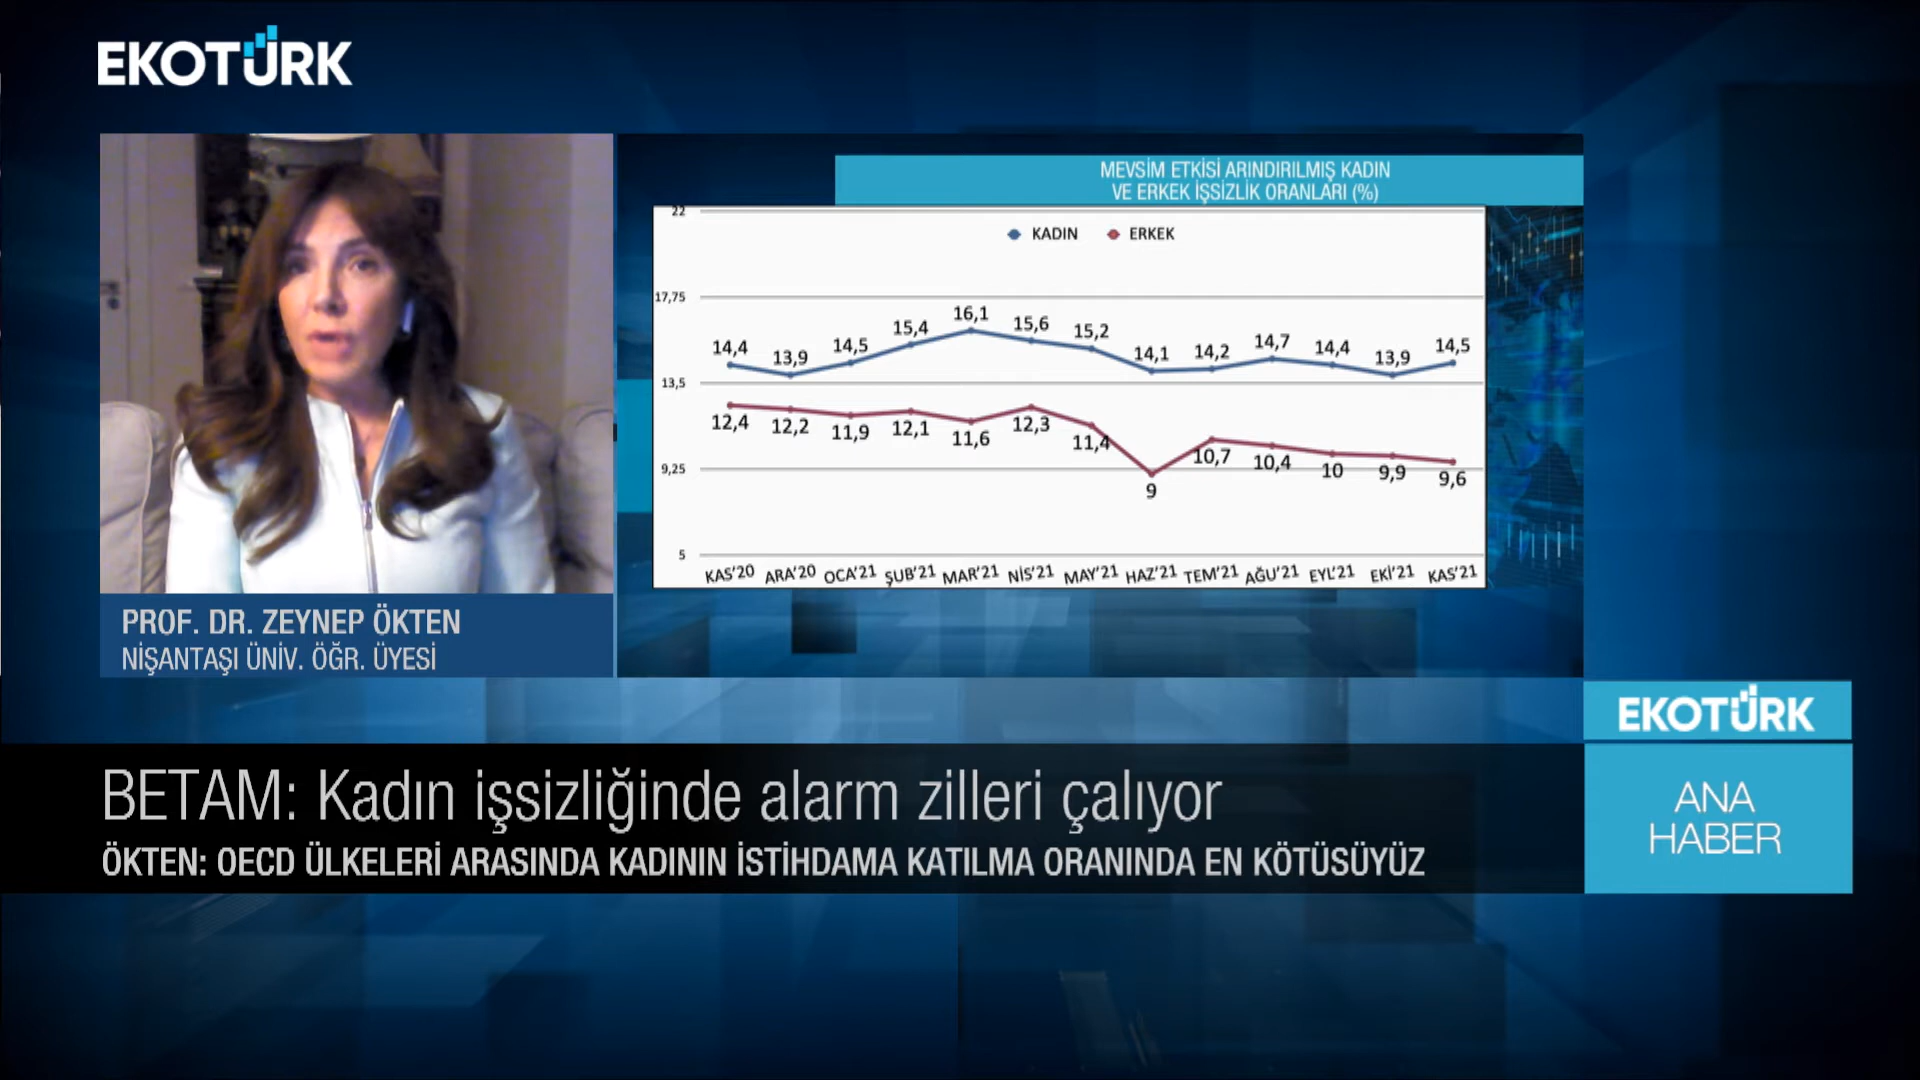 EKOTÜRK
MEVSİM ETKİSİ ARINDIRILMIŞ KADIN
VE ERKEK İŞSİZLİK ORANLARI (%)
22
KADIN ERKEK
17,75
14,4 13,9 14,5 15,4 16,1 15,6 15,2 14,1 14,2 14,7 14,4 13,9 14,5
13,5
12,4 12,2 11,9 12,1 11,6 12,3 11,4 9 10,7 10,4 10 9,9 9,6
9,25
5
KAS'20 ARA'20 OCA'21 ŞUB'21 MAR'21 NİS'21 MAY'21 HAZ'21 TEM'21 AĞU'21 EYL'21 EKİ'21 KAS'21
PROF. DR. ZEYNEP ÖKTEN
NİŞANTAŞI ÜNİV. ÖĞR. ÜYESİ
EKOTÜRK
BETAM: Kadın işsizliğinde alarm zilleri çalıyor
ÖKTEN: OECD ÜLKELERİ ARASINDA KADININ İSTİHDAMA KATILMA ORANINDA EN KÖTÜSÜYÜZ
ANA
HABER